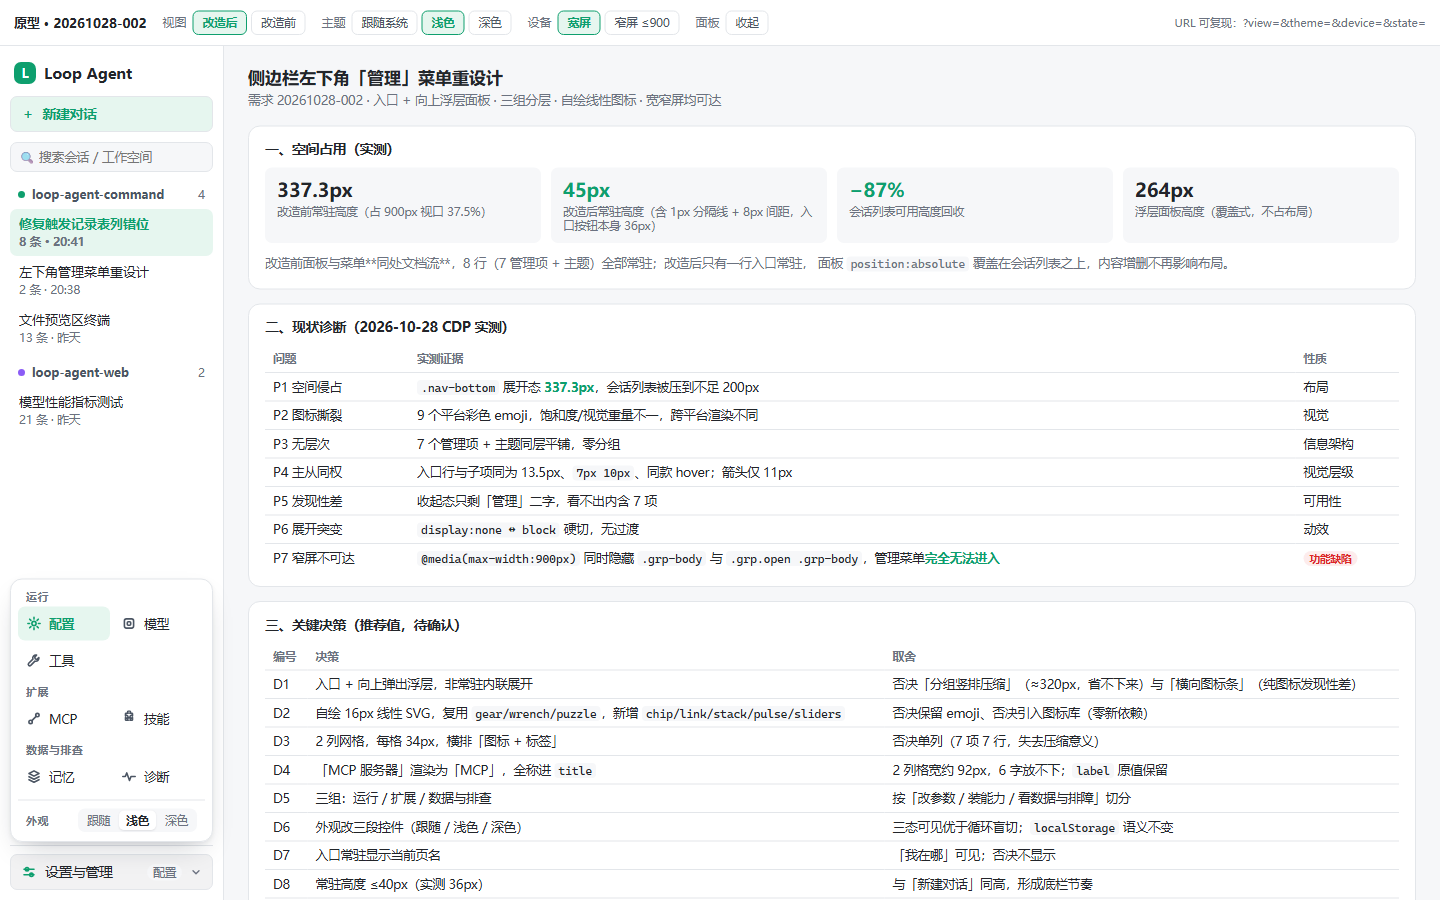 原型 • 20261028-002 视图 改造后 改造前 主题 跟随系统 浅色 深色 设备 宽屏 窄屏 ≤900 面板 收起 URL 可复现：?view=&theme=&device=&state=
L Loop Agent
+ 新建对话
搜索会话 / 工作空间
loop-agent-command 4
修复触发记录表列错位
8 条 • 20:41
左下角管理菜单重设计
2 条 · 20:38
文件预览区终端
13 条 · 昨天
loop-agent-web 2
模型性能指标测试
21 条 · 昨天
运行
配置 模型
工具
扩展
MCP 技能
数据与排查
记忆 诊断
外观 跟随 浅色 深色
设置与管理 配置
侧边栏左下角「管理」菜单重设计
需求 20261028-002 · 入口 + 向上浮层面板 · 三组分层 · 自绘线性图标 · 宽窄屏均可达
一、空间占用（实测）
337.3px
改造前常驻高度（占 900px 视口 37.5%）
45px
改造后常驻高度（含 1px 分隔线 + 8px 间距，入
口按钮本身 36px）
−87%
会话列表可用高度回收
264px
浮层面板高度（覆盖式，不占布局）
改造前面板与菜单**同处文档流**，8 行（7 管理项 + 主题）全部常驻；改造后只有一行入口常驻， 面板 position:absolute 覆盖在会话列表之上，内容增删不再影响布局。
二、现状诊断（2026-10-28 CDP 实测）
问题 实测证据 性质
P1 空间侵占 .nav-bottom 展开态 337.3px，会话列表被压到不足 200px 布局
P2 图标撕裂 9 个平台彩色 emoji，饱和度/视觉重量不一，跨平台渲染不同 视觉
P3 无层次 7 个管理项 + 主题同层平铺，零分组 信息架构
P4 主从同权 入口行与子项同为 13.5px、 7px 10px 、同款 hover；箭头仅 11px 视觉层级
P5 发现性差 收起态只剩「管理」二字，看不出内含 7 项 可用性
P6 展开突变 display:none ↔ block 硬切，无过渡 动效
P7 窄屏不可达 @media(max-width:900px) 同时隐藏 .grp-body 与 .grp.open .grp-body ，管理菜单完全无法进入 功能缺陷
三、关键决策（推荐值，待确认）
编号 决策 取舍
D1 入口 + 向上弹出浮层，非常驻内联展开 否决「分组竖排压缩」（≈320px，省不下来）与「横向图标条」（纯图标发现性差）
D2 自绘 16px 线性 SVG，复用 gear/wrench/puzzle ，新增 chip/link/stack/pulse/sliders 否决保留 emoji、否决引入图标库（零新依赖）
D3 2 列网格，每格 34px，横排「图标 + 标签」 否决单列（7 项 7 行，失去压缩意义）
D4 「MCP 服务器」渲染为「MCP」，全称进 title 2 列格宽约 92px，6 字放不下； label 原值保留
D5 三组：运行 / 扩展 / 数据与排查 按「改参数 / 装能力 / 看数据与排障」切分
D6 外观改三段控件（跟随 / 浅色 / 深色） 三态可见优于循环盲切； localStorage 语义不变
D7 入口常驻显示当前页名 「我在哪」可见；否决不显示
D8 常驻高度 ≤40px（实测 36px） 与「新建对话」同高，形成底栏节奏